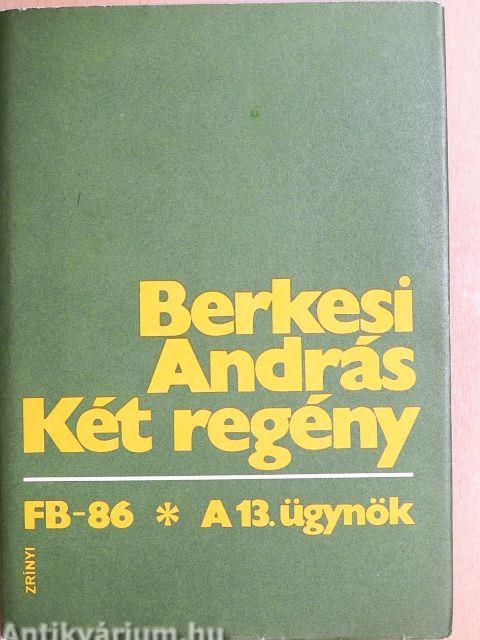 Berkesi
András
Két regény
FB-86 * A 13. ügynök
ZRÍNYI
Antikvárium.hu